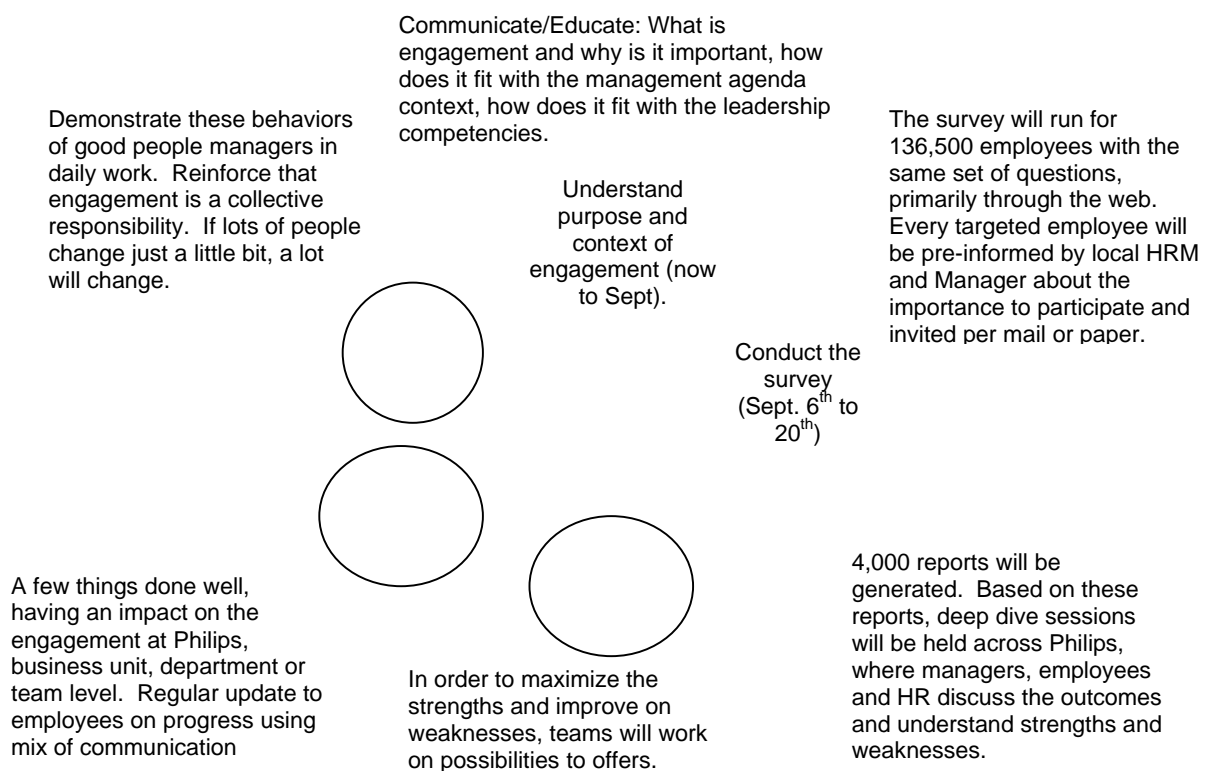 Communicate/Educate: What is
engagement and why is it important, how
does it fit with the management agenda
context, how does it fit with the leadership
competencies.
Demonstrate these behaviors
of good people managers in
daily work. Reinforce that
engagement is a collective
responsibility. If lots of people
change just a little bit, a lot
will change.
The survey will run for
136,500 employees with the
same set of questions,
primarily through the web.
Every targeted employee will
be pre-informed by local HRM
and Manager about the
importance to participate and
invited per mail or paper.
Understand
purpose and
context of
engagement (now
to Sept).
Conduct the
survey
(Sept. 6th to
20th)
4,000 reports will be
generated. Based on these
reports, deep dive sessions
will be held across Philips,
where managers, employees
and HR discuss the outcomes
and understand strengths and
weaknesses.
In order to maximize the
strengths and improve on
weaknesses, teams will work
on possibilities to offers.
A few things done well,
having an impact on the
engagement at Philips,
business unit, department or
team level. Regular update to
employees on progress using
mix of communication